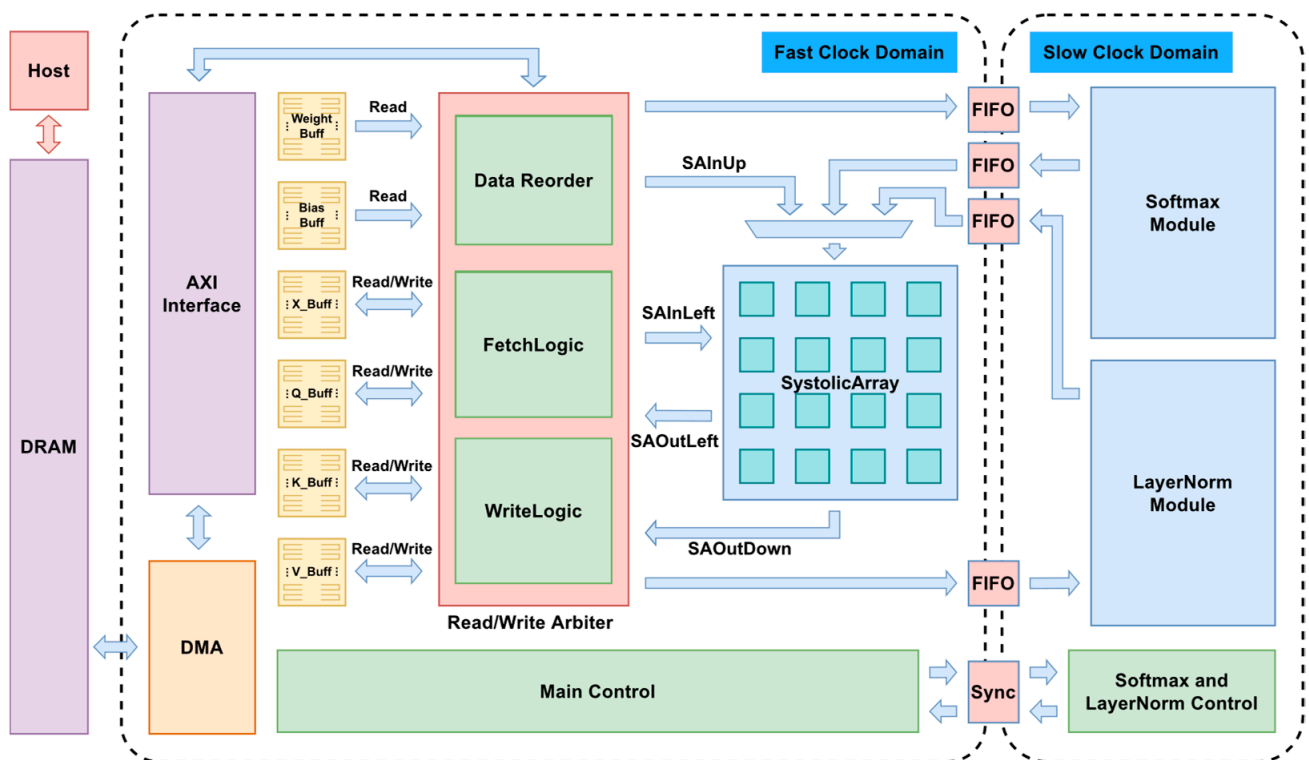 Host
DRAM
Fast Clock Domain
Slow Clock Domain
AXI
Interface
DMA
Weight
Buff
Read
Bias
Buff
Read
X_Buff
Read/Write
Q_Buff
Read/Write
K_Buff
Read/Write
V_Buff
Read/Write
Data Reorder
FetchLogic
WriteLogic
Read/Write Arbiter
SAInUp
SAInLeft
SAOutLeft
SAOutDown
SystolicArray
FIFO
FIFO
FIFO
FIFO
Softmax
Module
LayerNorm
Module
Main Control
Sync
Softmax and
LayerNorm Control